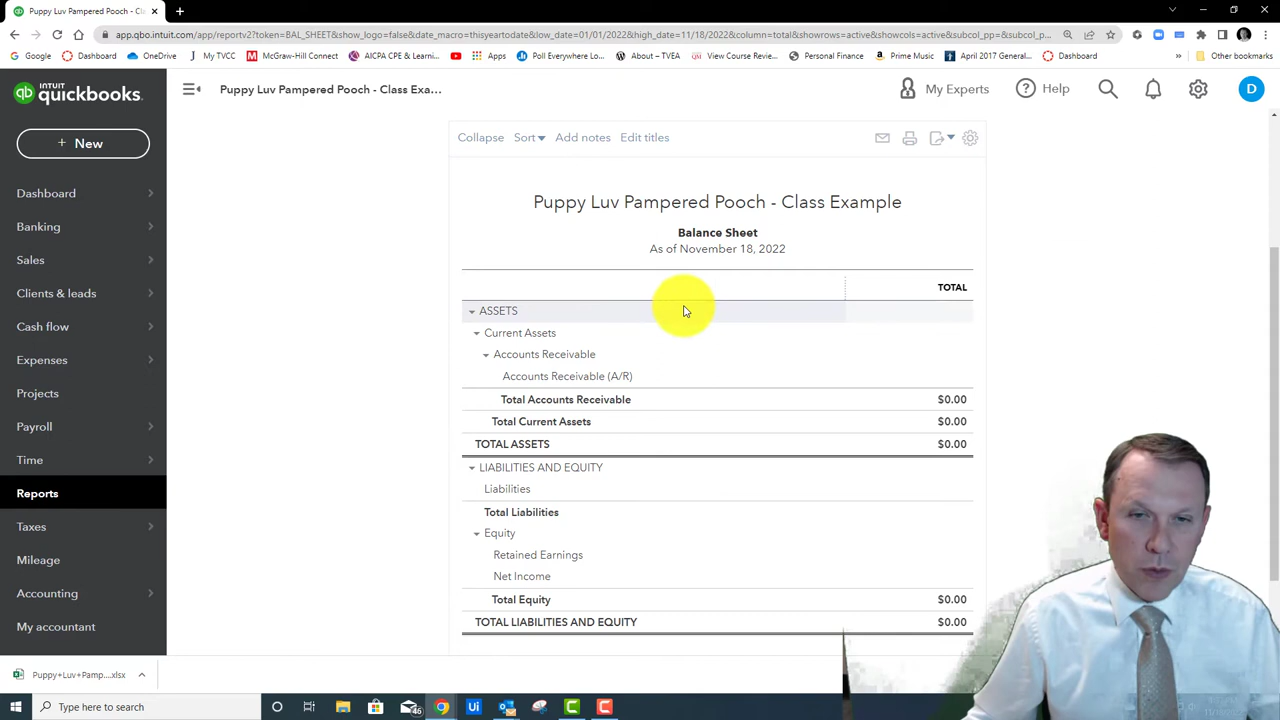 Puppy Luv Pampered Pooch - Class
app.qbo.intuit.com/app/reportv2?token=BAL_SHEET&show_logo=false&date_macro=thisyeartodate&low_date=01/01/2022&high_date=11/18/2022&column=total&showrows=active&showcols=active&subcol_pp=&subcol_p...
Google Dashboard OneDrive My TVCC McGraw-Hill Connect AICPA CPE & Learni... Apps Poll Everywhere Lo... About – TVEA View Course Review... Personal Finance Prime Music April 2017 General... Dashboard » Other bookmarks
INTUIT
qb quickbooks.
Puppy Luv Pampered Pooch - Class Exa...
My Experts
Help
D
+ New
Dashboard
Banking
Sales
Clients & leads
Cash flow
Expenses
Projects
Payroll
Time
Reports
Taxes
Mileage
Accounting
My accountant
Collapse Sort Add notes Edit titles
Puppy Luv Pampered Pooch - Class Example
Balance Sheet
As of November 18, 2022
TOTAL
ASSETS
Current Assets
Accounts Receivable
Accounts Receivable (A/R)
Total Accounts Receivable $0.00
Total Current Assets $0.00
TOTAL ASSETS $0.00
LIABILITIES AND EQUITY
Liabilities
Total Liabilities
Equity
Retained Earnings
Net Income
Total Equity $0.00
TOTAL LIABILITIES AND EQUITY $0.00
Puppy+Luv+Pamp....xlsx
Type here to search
46
Ui